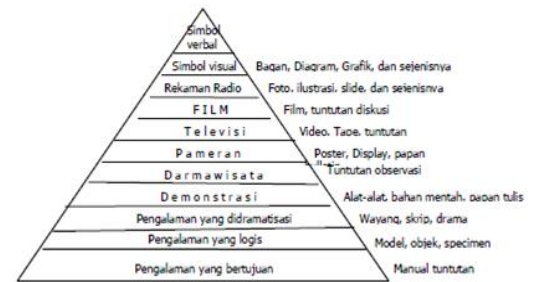 Simbol
verbal
Simbol visual Bagan, Diagram, Grafik, dan sejenisnya
Rekaman Radio Foto, ilustrasi, slide, dan sejenisnya
FILM Film, tuntutan diskusi
Televisi Video, Tape, tuntutan
Pameran Poster, Display, papan
Darmawisata Tuntutan observasi
Demonstrasi Alat-alat, bahan mentah, papan tulis
Pengalaman yang didramatisasi Wayang, skrip, drama
Pengalaman yang logis Model, objek, specimen
Pengalaman yang bertujuan Manual tuntutan